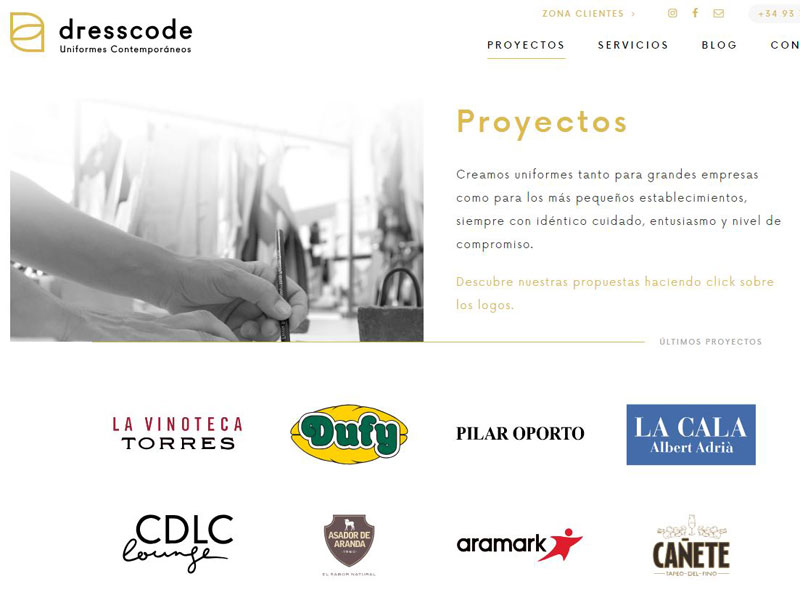 ZONA CLIENTES >
+34 93
dresscode
Uniformes Contemporáneos
PROYECTOS SERVICIOS BLOG CON
Proyectos
Creamos uniformes tanto para grandes empresas
como para los más pequeños establecimientos,
siempre con idéntico cuidado, entusiasmo y nivel de
compromiso.
Descubre nuestras propuestas haciendo click sobre
los logos.
ÚLTIMOS PROYECTOS
LA VINOTECA
TORRES
Dufy
PILAR OPORTO
LA CALA
Albert Adrià
CDLC
lounge
ASADOR DE
ARANDA
1980
EL SABOR NATURAL
aramark
CAÑETE
TAPEO·DEL·FINO